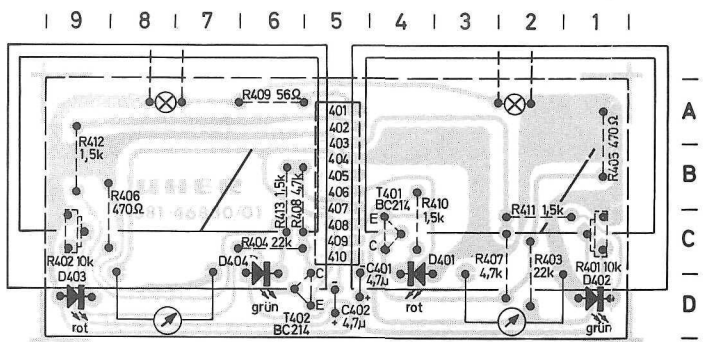 9 8 7 6 5 4 3 2 1
A
B
C
D
R409 56Ω
R412
1,5k
R406
470Ω
UHER
R413 1,5k
R408 47k
R404 22k
R402 10k
D403
rot
D404
grün
T402
BC214
C
E
401
402
403
404
405
406
407
408
409
410
C401
4,7µ
+
-
+
C402
4,7µ
T401
BC214
E
C
R410
1,5k
D401
rot
R411 1,5k
R407
4,7k
R403
22k
R405 470Ω
R401 10k
D402
grün